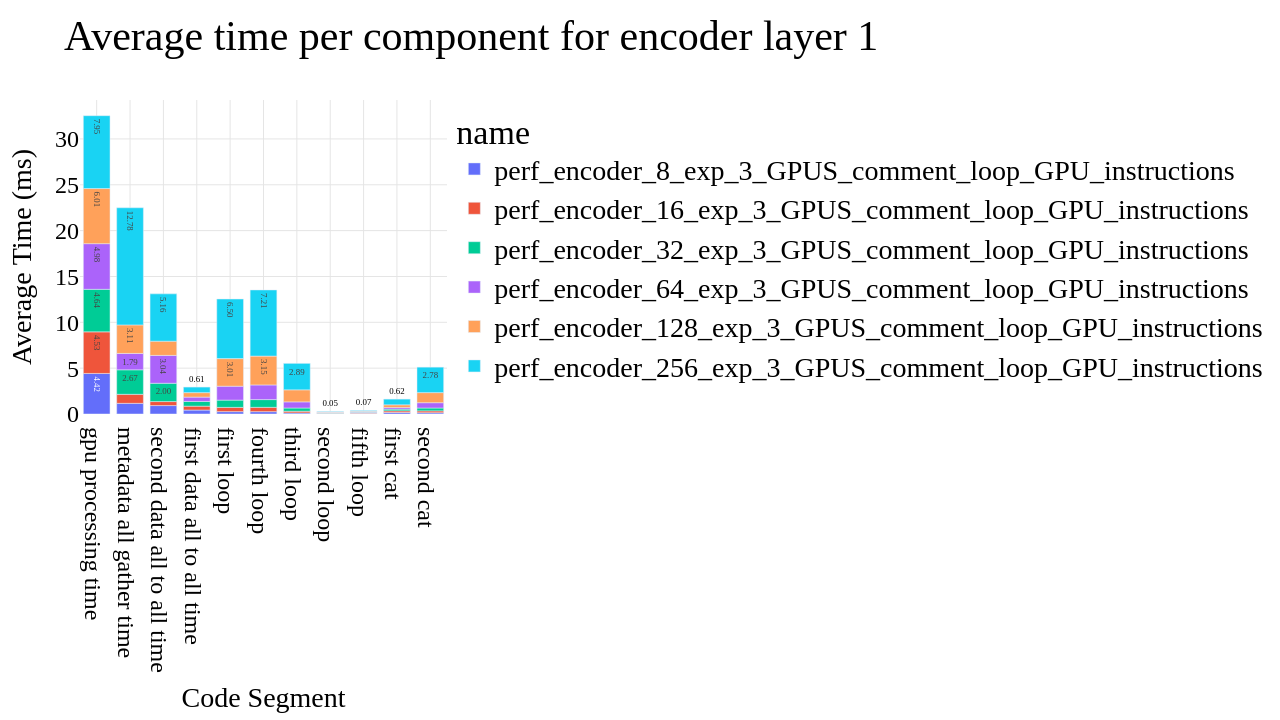 Average time per component for encoder layer 1
Average Time (ms)
30
25
20
15
10
5
0
7.95
6.01
4.98
4.64
4.53
4.42
12.78
3.11
1.79
2.67
5.16
3.04
2.00
0.61
6.50
3.01
7.21
3.15
2.89
0.05
0.07
0.62
2.78
gpu processing time
metadata all gather time
second data all to all time
first data all to all time
first loop
fourth loop
third loop
second loop
fifth loop
first cat
second cat
Code Segment
name
perf_encoder_8_exp_3_GPUS_comment_loop_GPU_instructions
perf_encoder_16_exp_3_GPUS_comment_loop_GPU_instructions
perf_encoder_32_exp_3_GPUS_comment_loop_GPU_instructions
perf_encoder_64_exp_3_GPUS_comment_loop_GPU_instructions
perf_encoder_128_exp_3_GPUS_comment_loop_GPU_instructions
perf_encoder_256_exp_3_GPUS_comment_loop_GPU_instructions